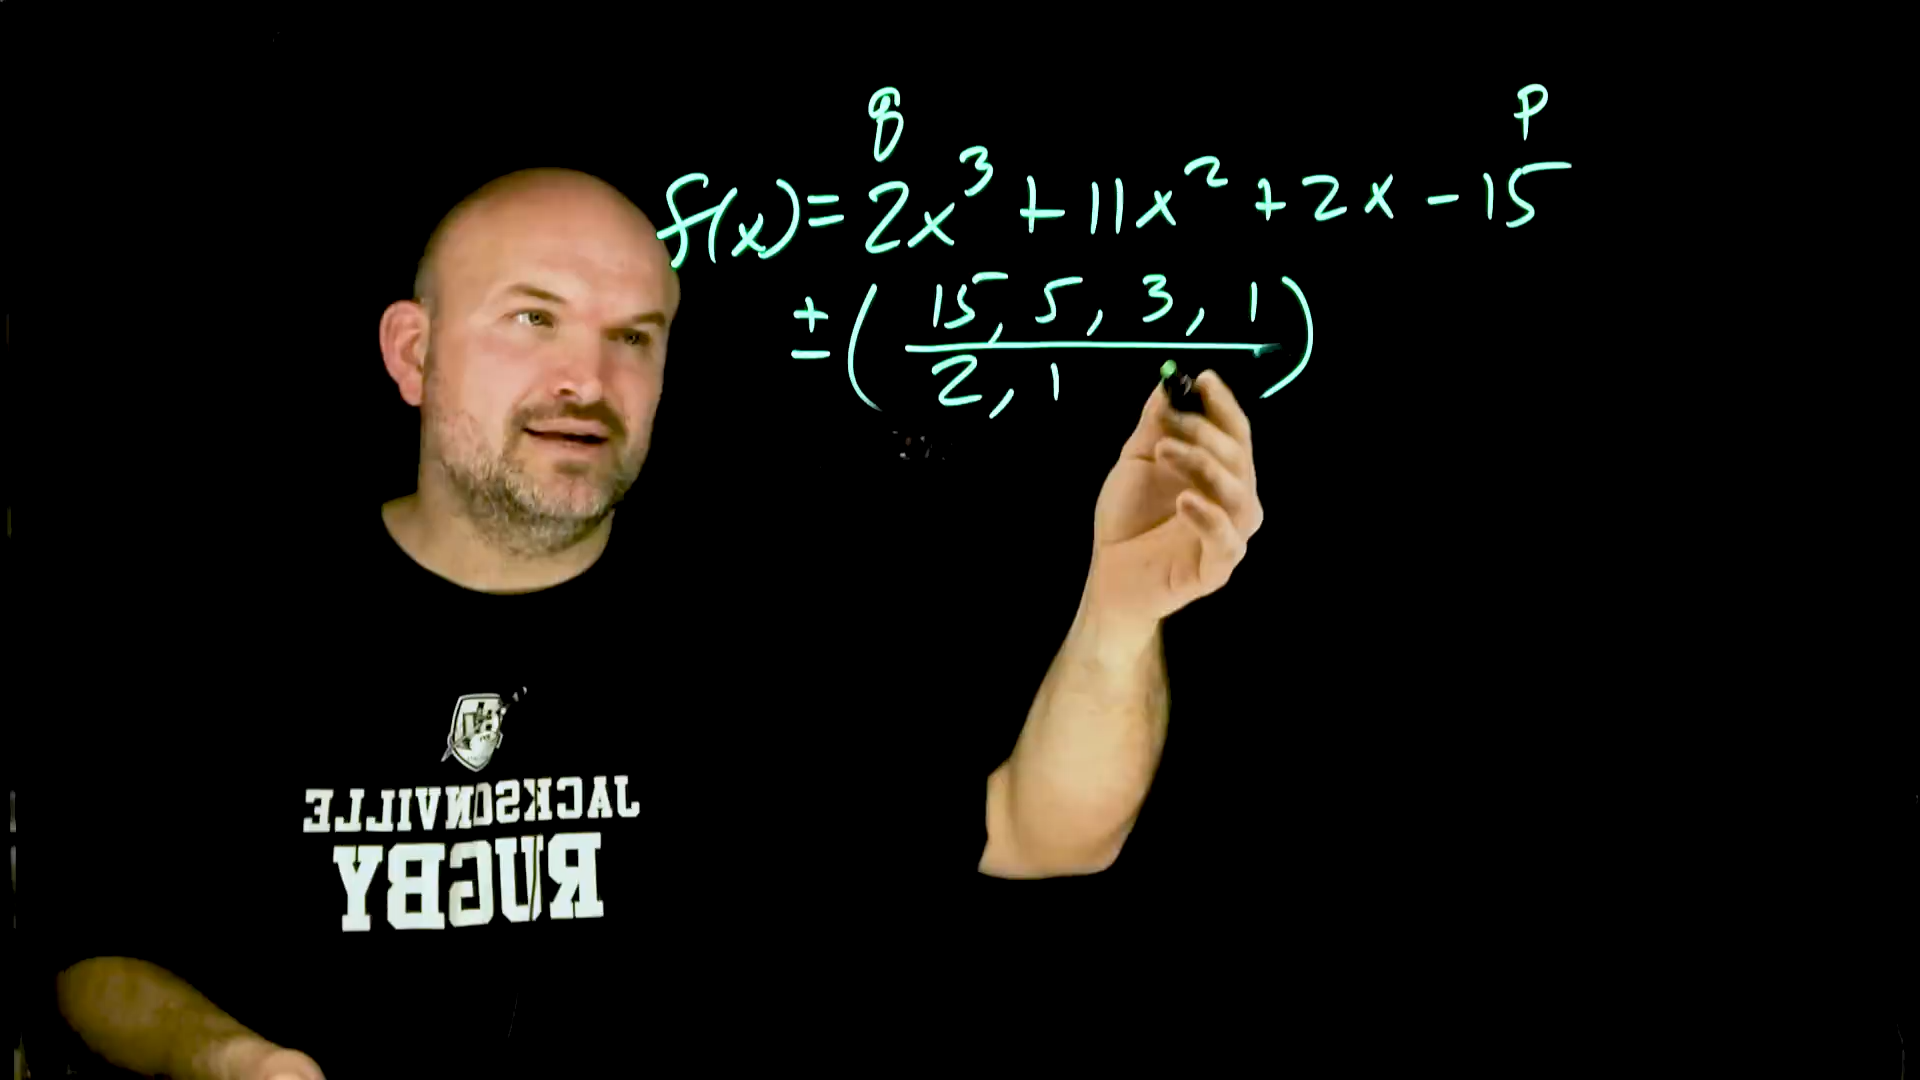 q p
f(x) = 2x³ + 11x² + 2x - 15
± ( 15, 5, 3, 1 )
2, 1
JACKSONVILLE
RUGBY